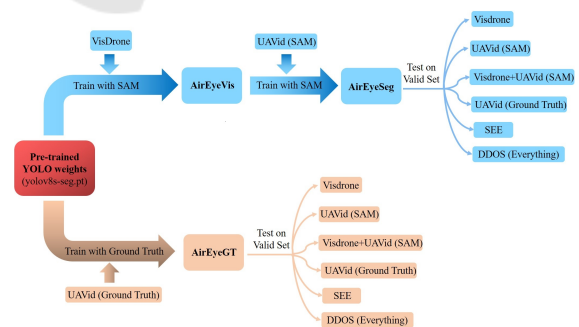 VisDrone
Train with SAM
AirEyeVis
UAVid (SAM)
Train with SAM
AirEyeSeg
Test on
Valid Set
Visdrone
UAVid (SAM)
Visdrone+UAVid (SAM)
UAVid (Ground Truth)
SEE
DDOS (Everything)
Pre-trained
YOLO weights
(yolov8s-seg.pt)
Train with Ground Truth
UAVid (Ground Truth)
AirEyeGT
Test on
Valid Set
Visdrone
UAVid (SAM)
Visdrone+UAVid (SAM)
UAVid (Ground Truth)
SEE
DDOS (Everything)